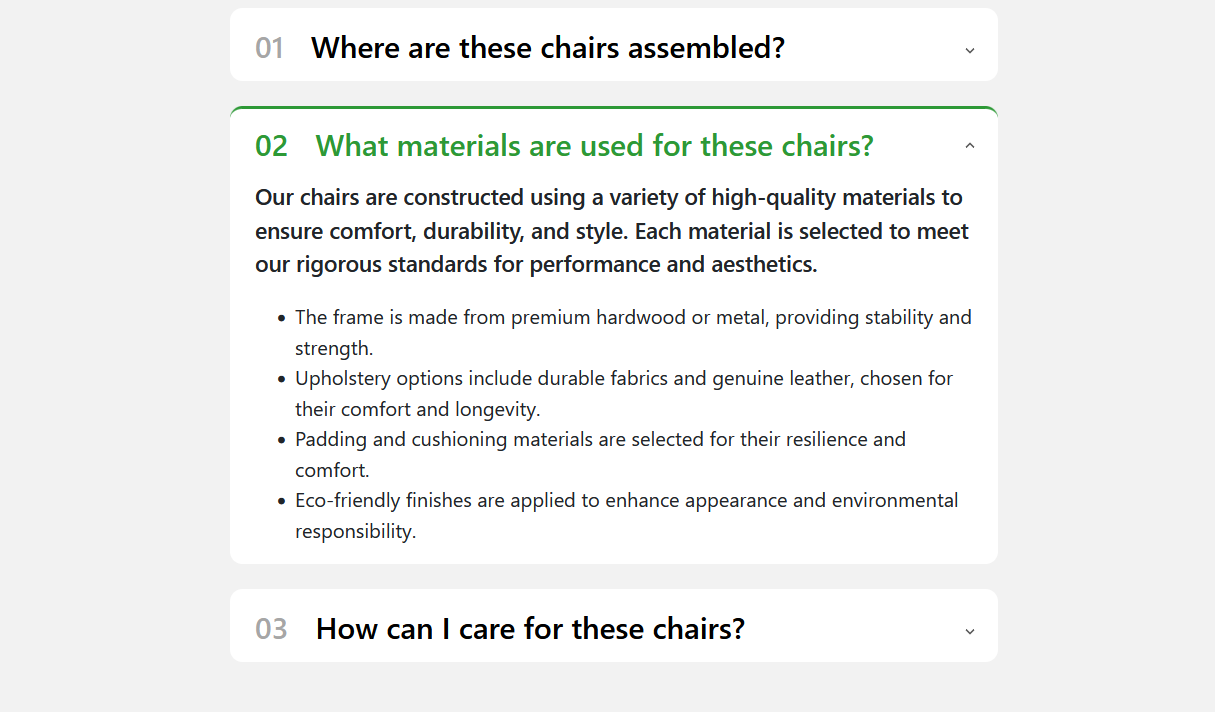 01 Where are these chairs assembled?
02 What materials are used for these chairs?
Our chairs are constructed using a variety of high-quality materials to
ensure comfort, durability, and style. Each material is selected to meet
our rigorous standards for performance and aesthetics.
• The frame is made from premium hardwood or metal, providing stability and
strength.
• Upholstery options include durable fabrics and genuine leather, chosen for
their comfort and longevity.
• Padding and cushioning materials are selected for their resilience and
comfort.
• Eco-friendly finishes are applied to enhance appearance and environmental
responsibility.
03 How can I care for these chairs?